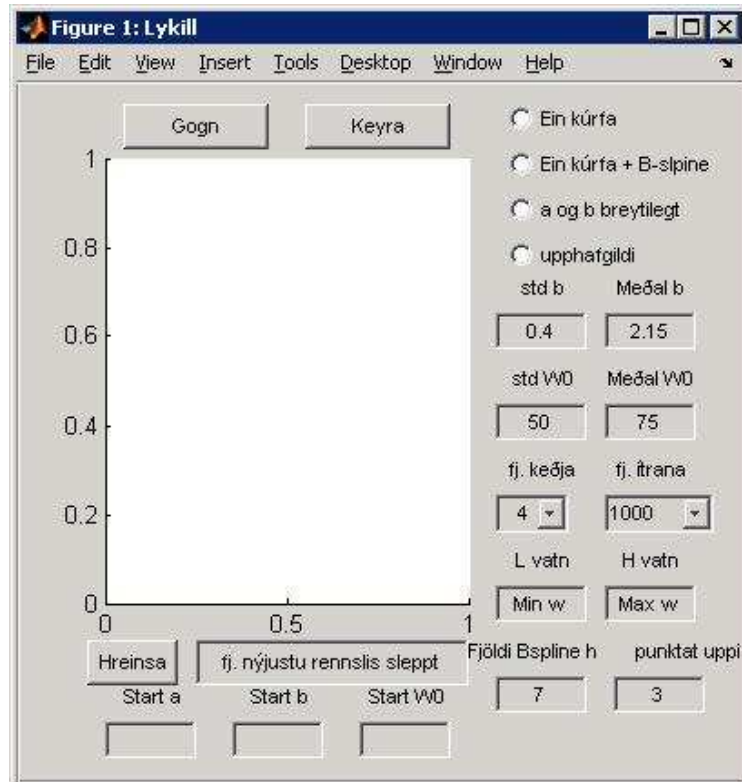 Figure 1: Lykill
File Edit View Insert Tools Desktop Window Help
Gogn Keyra
Ein kúrfa
Ein kúrfa + B-slpine
a og b breytilegt
upphafgildi
std b Meðal b
0.4 2.15
std W0 Meðal W0
50 75
fj. keðja fj. ítrana
4 1000
L vatn H vatn
Min w Max w
Fjöldi Bspline h punktat uppi
7 3
1
0.8
0.6
0.4
0.2
0
0 0.5 1
Hreinsa fj. nýjustu rennslis sleppt
Start a Start b Start W0